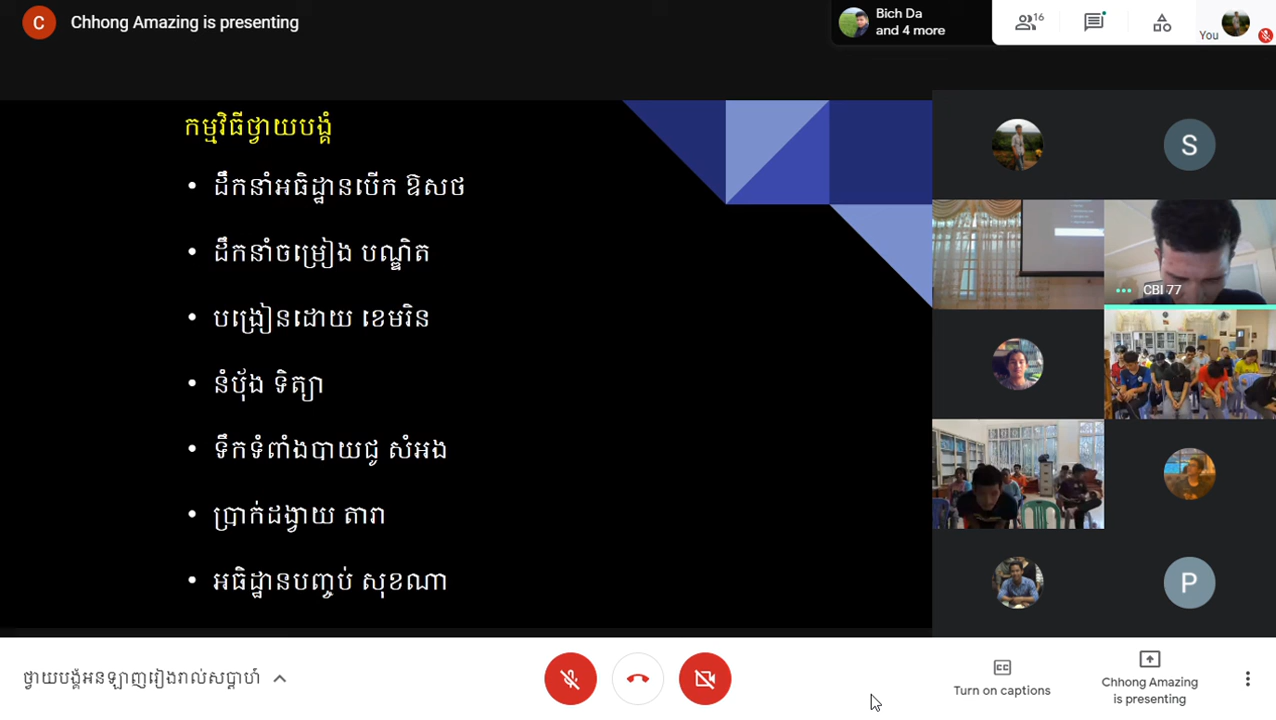 C
Chhong Amazing is presenting
Bich Da
and 4 more
16
You
កម្មវិធីថ្វាយបង្គំ
• ដឹកនាំអធិដ្ឋានបើក ឱសថ
• ដឹកនាំចម្រៀង បណ្ឌិត
• បង្រៀនដោយ ខេមរិន
• នំប៉័ង ទិត្យា
• ទឹកទំពាំងបាយជូ សំអង
• ប្រាក់ដង្វាយ តារា
• អធិដ្ឋានបញ្ចប់ សុខណា
S
CBI 77
P
ថ្វាយបង្គំអនឡាញរៀងរាល់សប្តាហ៍
Turn on captions
Chhong Amazing
is presenting